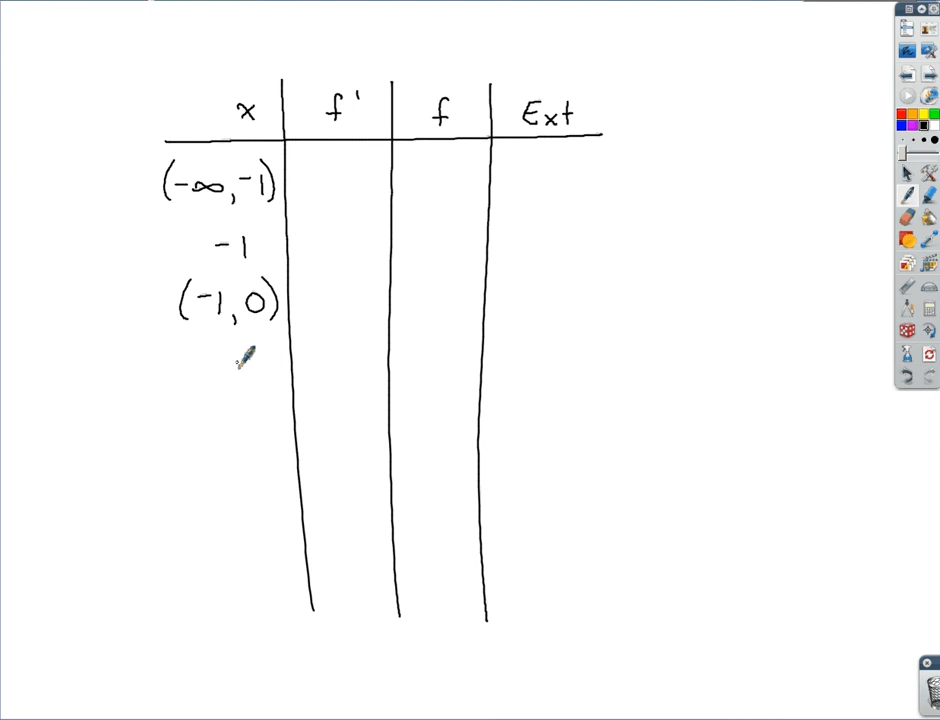 x f' f Ext
(-∞, -1)
-1
(-1, 0)